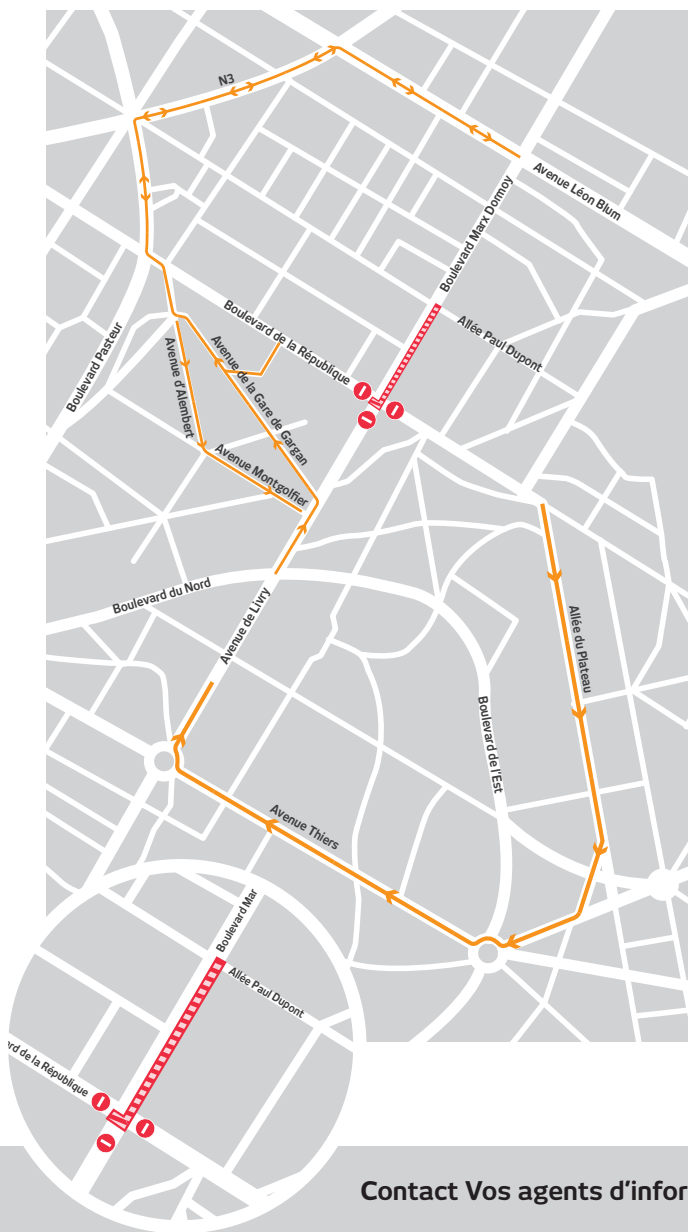 N3
Avenue Léon Blum
Boulevard Marx Dormoy
Boulevard de la République
Allée Paul Dupont
Boulevard Pasteur
Avenue d'Alembert
Avenue de la Gare de Gargan
Avenue Montgolfier
Boulevard du Nord
Avenue de Livry
Allée du Plateau
Boulevard de l'Est
Avenue Thiers
Boulevard Mar
Allée Paul Dupont
ard de la République
Contact Vos agents d'infor